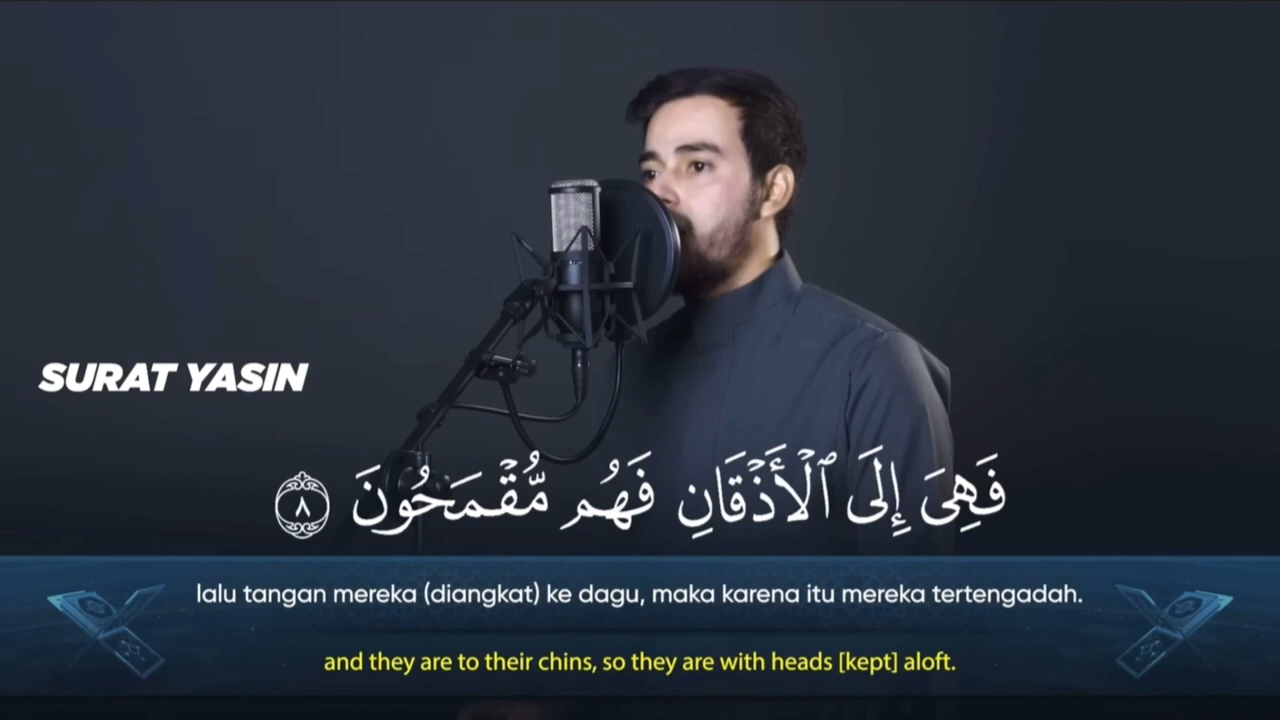 SURAT YASIN
فَهِىَ إِلَى ٱلْأَذْقَانِ فَهُم مُّقْمَحُونَ ٨
lalu tangan mereka (diangkat) ke dagu, maka karena itu mereka tertengadah.
and they are to their chins, so they are with heads [kept] aloft.